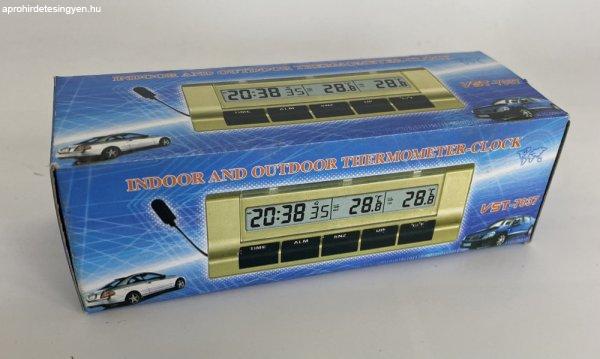 aprohirdetesingyen.hu
INDOOR AND OUTDOOR THERMOMETER-CLOCK
20:38 35 28.8 28.8
TIME ALM SNZ UP °C/°F
VST-7037
INDOOR AND OUTDOOR THERMOMETER-CLOCK
20:38 35 28.8 °C 28.8 °C
TIME ALM SNZ UP °C/°F
VST-7037